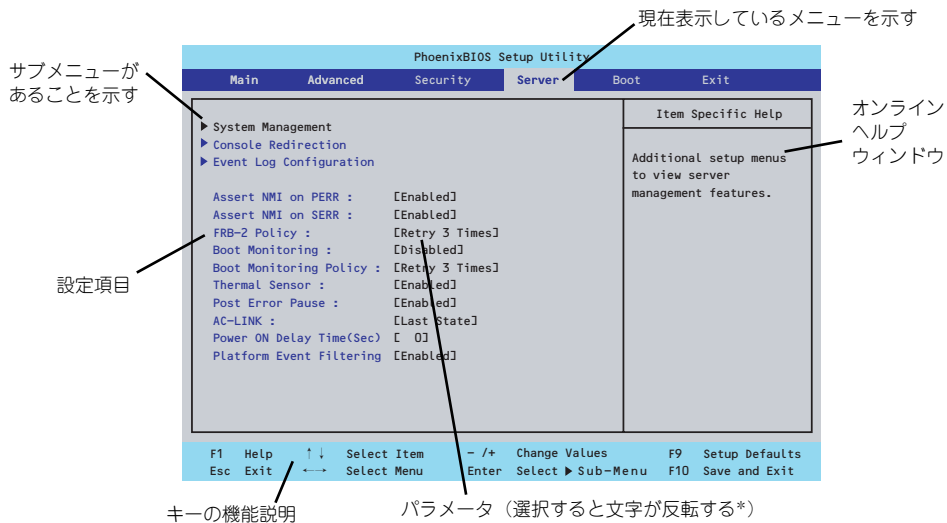 現在表示しているメニューを示す
PhoenixBIOS Setup Utility
サブメニューが
あることを示す
Main Advanced Security Server Boot Exit
Item Specific Help
オンライン
ヘルプ
ウィンドウ
▶ System Management
▶ Console Redirection
▶ Event Log Configuration
Additional setup menus
to view server
management features.
Assert NMI on PERR : [Enabled]
Assert NMI on SERR : [Enabled]
FRB-2 Policy : [Retry 3 Times]
Boot Monitoring : [Disabled]
Boot Monitoring Policy : [Retry 3 Times]
Thermal Sensor : [Enabled]
Post Error Pause : [Enabled]
AC-LINK : [Last State]
Power ON Delay Time(Sec) [ 0]
Platform Event Filtering [Enabled]
設定項目
F1 Help ↑↓ Select Item - /+ Change Values F9 Setup Defaults
Esc Exit ←→ Select Menu Enter Select ▶ Sub-Menu F10 Save and Exit
キーの機能説明
パラメータ（選択すると文字が反転する*）